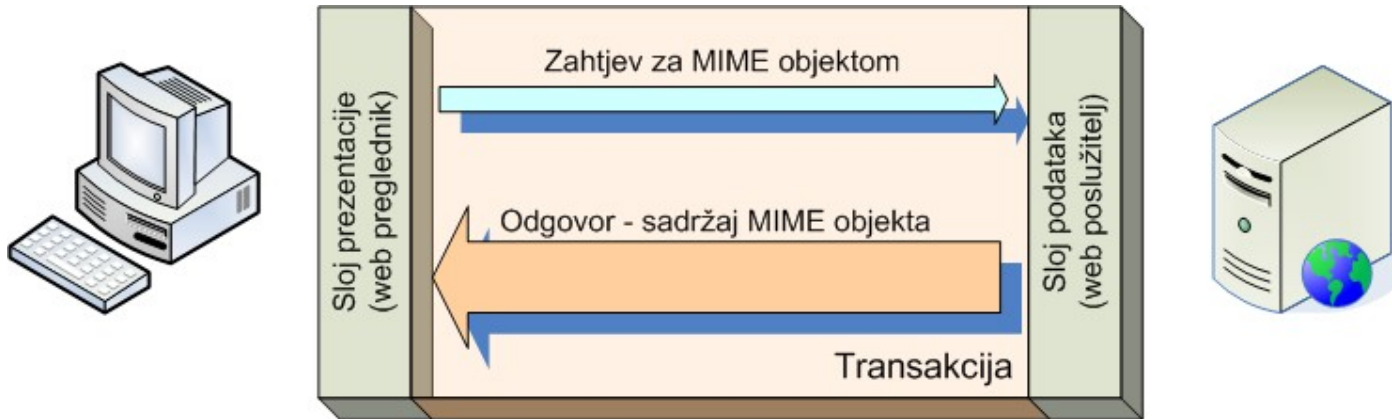 Sloj prezentacije
(web preglednik)
Zahtjev za MIME objektom
Odgovor - sadržaj MIME objekta
Transakcija
Sloj podataka
(web poslužitelj)